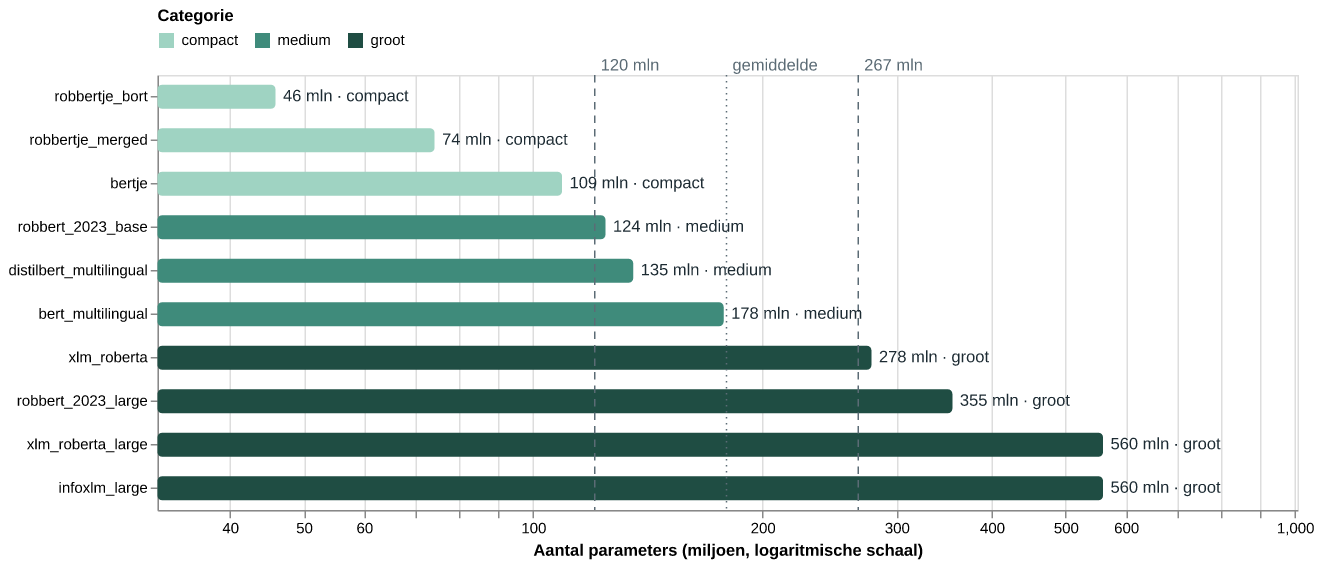 Categorie
compact medium groot
120 mln gemiddelde 267 mln
robbertje_bort 46 mln · compact
robbertje_merged 74 mln · compact
bertje 109 mln · compact
robbert_2023_base 124 mln · medium
distilbert_multilingual 135 mln · medium
bert_multilingual 178 mln · medium
xlm_roberta 278 mln · groot
robbert_2023_large 355 mln · groot
xlm_roberta_large 560 mln · groot
infoxlm_large 560 mln · groot
40 50 60 100 200 300 400 500 600 1,000
Aantal parameters (miljoen, logaritmische schaal)